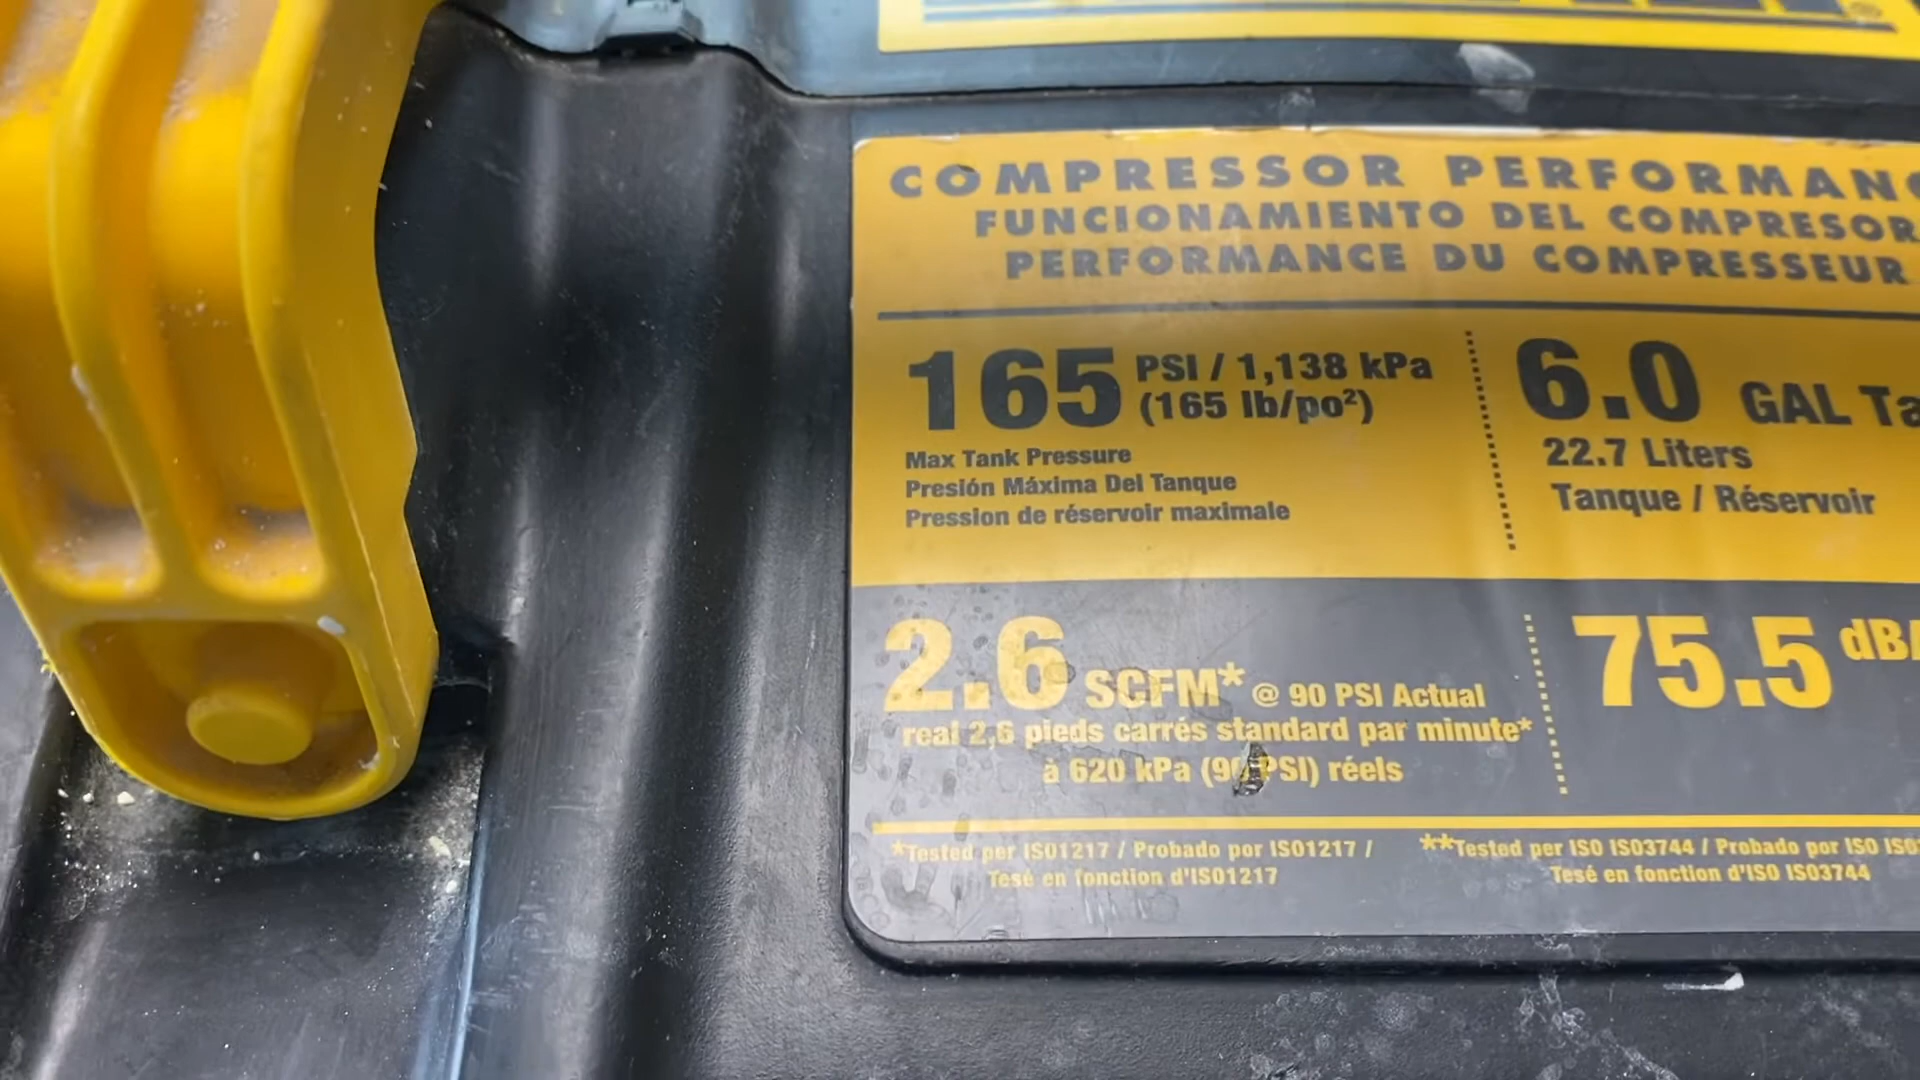 COMPRESSOR PERFORMANC
FUNCIONAMIENTO DEL COMPRESOR
PERFORMANCE DU COMPRESSEUR
165 PSI / 1,138 kPa
(165 lb/po²)
Max Tank Pressure
Presión Máxima Del Tanque
Pression de réservoir maximale
6.0 GAL Ta
22.7 Liters
Tanque / Réservoir
2.6 SCFM* @ 90 PSI Actual
real 2,6 pieds carrés standard par minute*
à 620 kPa (90 PSI) réels
75.5 dBA
*Tested per ISO1217 / Probado por ISO1217 /
Tesé en fonction d'ISO1217
**Tested per ISO ISO3744 / Probado por ISO ISO3
Tesé en fonction d'ISO ISO3744